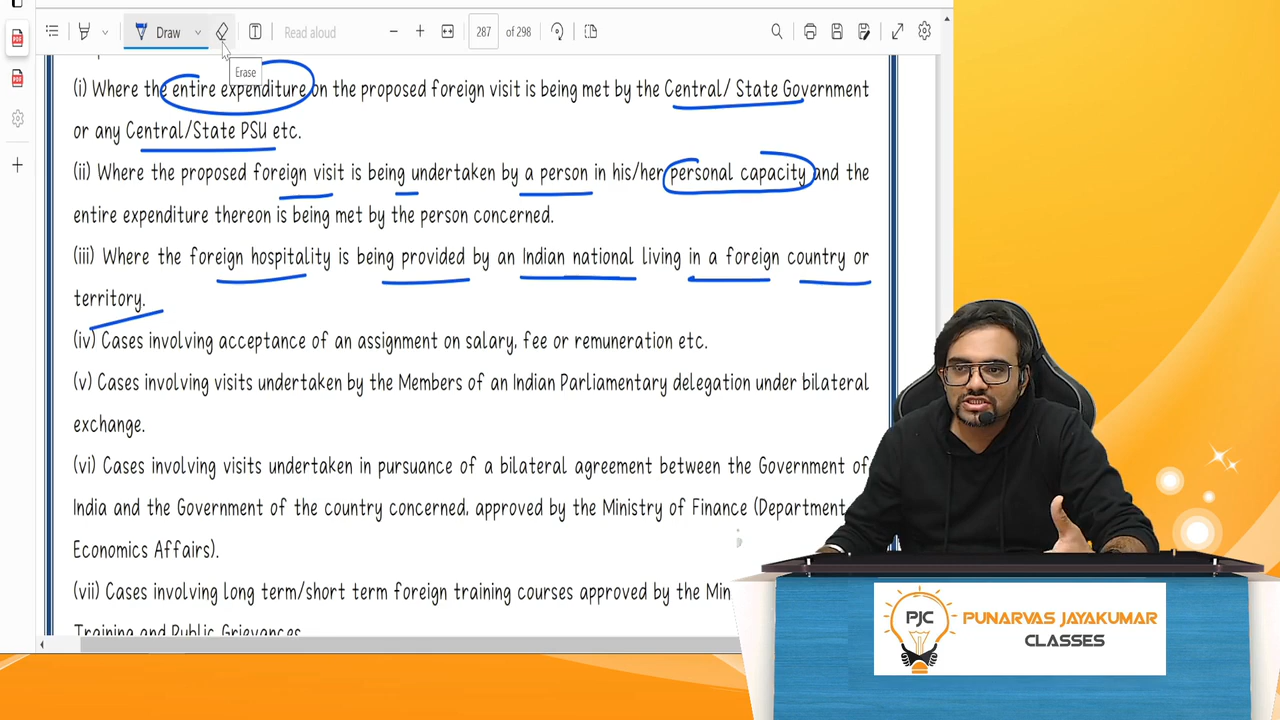 Draw
Read aloud
287
of 298
Erase
(i) Where the entire expenditure on the proposed foreign visit is being met by the Central/ State Government
or any Central/State PSU etc.
(ii) Where the proposed foreign visit is being undertaken by a person in his/her personal capacity and the
entire expenditure thereon is being met by the person concerned.
(iii) Where the foreign hospitality is being provided by an Indian national living in a foreign country or
territory.
(iv) Cases involving acceptance of an assignment on salary, fee or remuneration etc.
(v) Cases involving visits undertaken by the Members of an Indian Parliamentary delegation under bilateral
exchange.
(vi) Cases involving visits undertaken in pursuance of a bilateral agreement between the Government of
India and the Government of the country concerned, approved by the Ministry of Finance (Department
Economics Affairs).
(vii) Cases involving long term/short term foreign training courses approved by the Min
Training and Public Grievances
PJC
PUNARVAS JAYAKUMAR
CLASSES